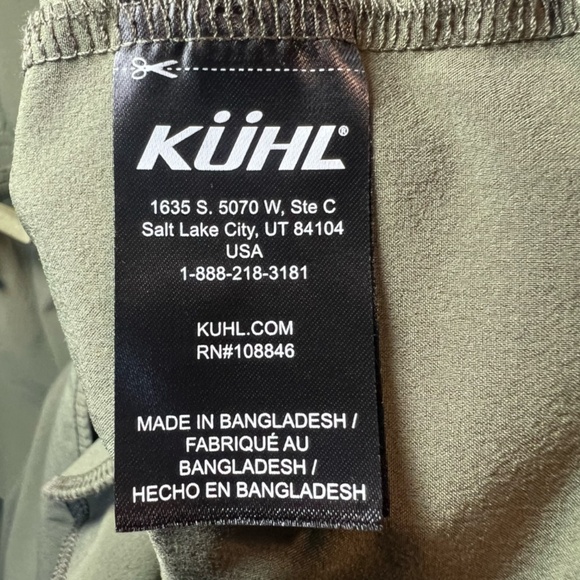 KÜHL®
1635 S. 5070 W, Ste C
Salt Lake City, UT 84104
USA
1-888-218-3181
KUHL.COM
RN#108846
MADE IN BANGLADESH /
FABRIQUÉ AU
BANGLADESH /
HECHO EN BANGLADESH